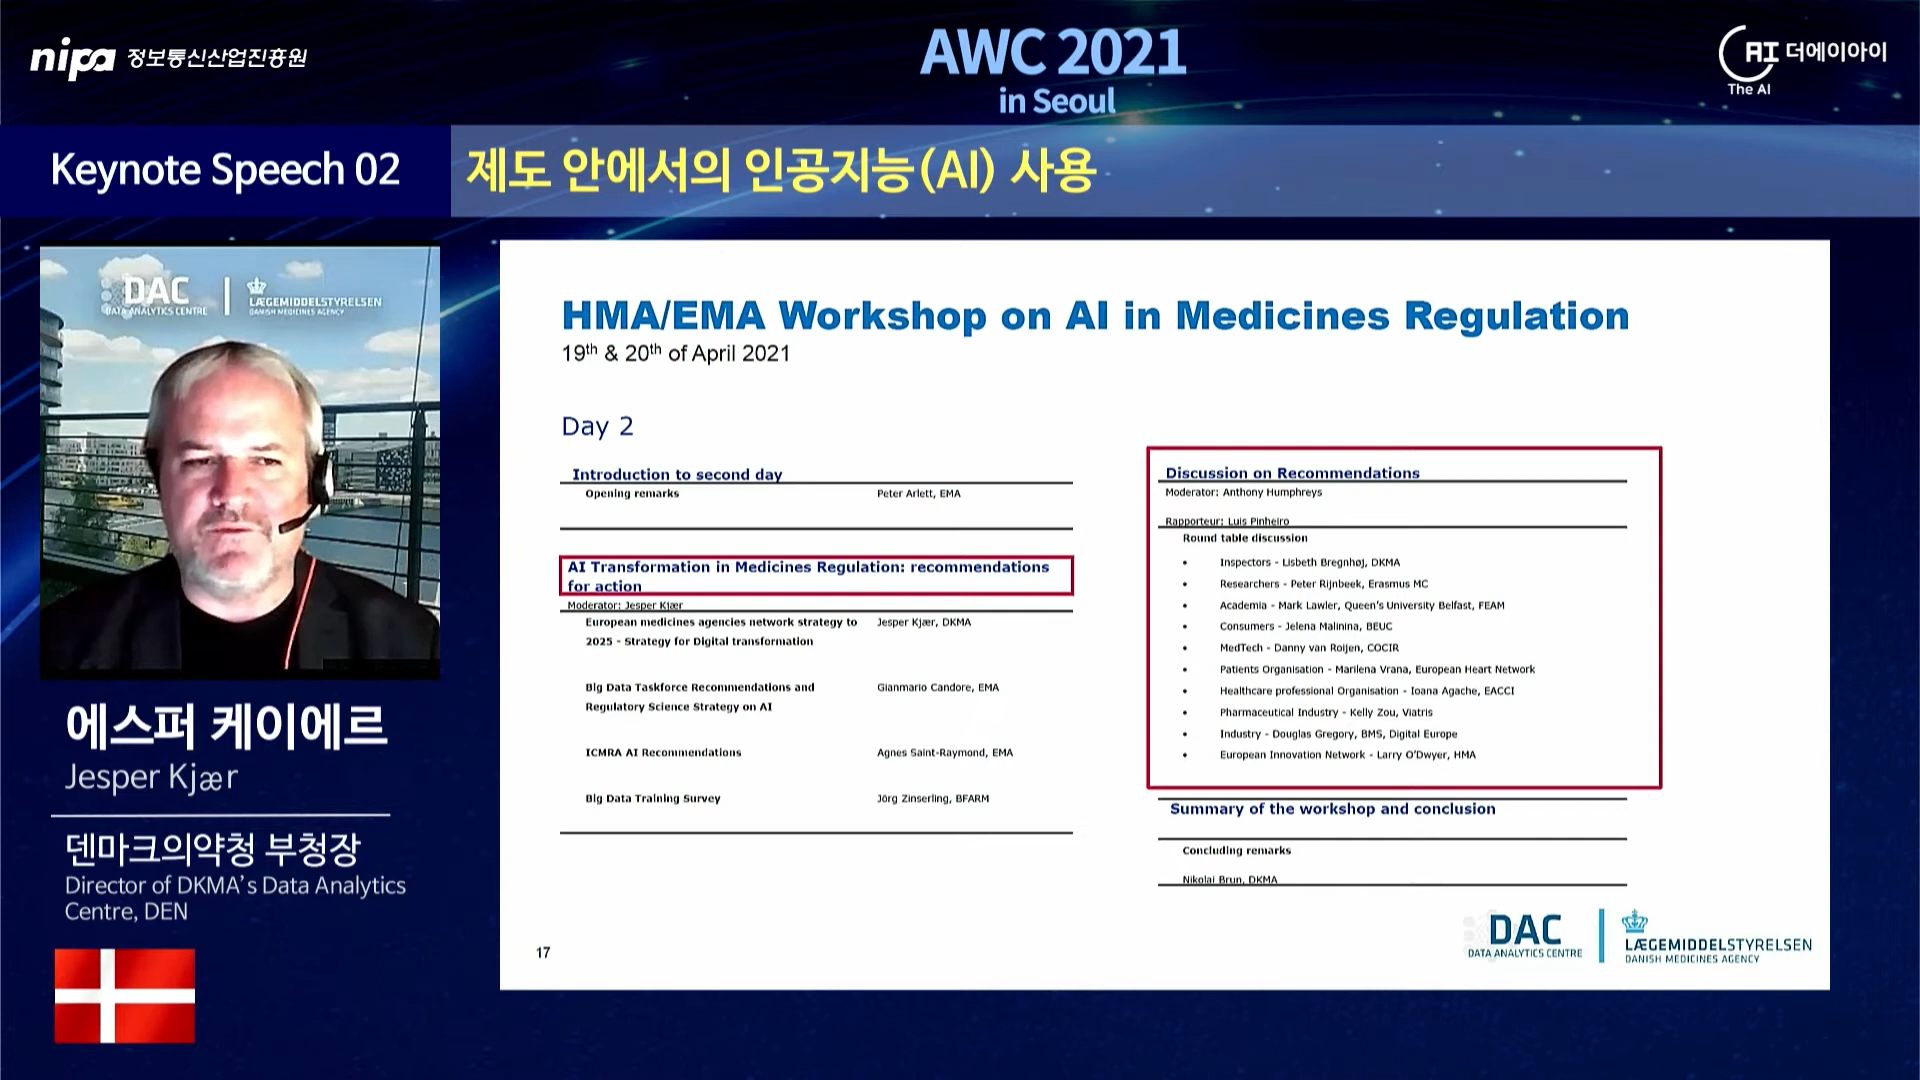 nipa 정보통신산업진흥원
AWC 2021
in Seoul
AI 더에이아이
The AI
Keynote Speech 02
제도 안에서의 인공지능(AI) 사용
DAC
DATA ANALYTICS CENTRE
LÆGEMIDDELSTYRELSEN
DANISH MEDICINES AGENCY
에스퍼 케이에르
Jesper Kjær
덴마크의약청 부청장
Director of DKMA's Data Analytics
Centre, DEN
HMA/EMA Workshop on AI in Medicines Regulation
19th & 20th of April 2021
Day 2
Introduction to second day
Opening remarks Peter Arlett, EMA
AI Transformation in Medicines Regulation: recommendations
for action
Moderator: Jesper Kjær
European medicines agencies network strategy to Jesper Kjær, DKMA
2025 - Strategy for Digital transformation
Big Data Taskforce Recommendations and Gianmario Candore, EMA
Regulatory Science Strategy on AI
ICMRA AI Recommendations Agnes Saint-Raymond, EMA
Big Data Training Survey Jörg Zinserling, BFARM
Discussion on Recommendations
Moderator: Anthony Humphreys
Rapporteur: Luis Pinheiro
Round table discussion
• Inspectors - Lisbeth Bregnhøj, DKMA
• Researchers - Peter Rijnbeek, Erasmus MC
• Academia - Mark Lawler, Queen's University Belfast, FEAM
• Consumers - Jelena Malinina, BEUC
• MedTech - Danny van Roijen, COCIR
• Patients Organisation - Marilena Vrana, European Heart Network
• Healthcare professional Organisation - Ioana Agache, EACCI
• Pharmaceutical Industry - Kelly Zou, Viatris
• Industry - Douglas Gregory, BMS, Digital Europe
• European Innovation Network - Larry O'Dwyer, HMA
Summary of the workshop and conclusion
Concluding remarks
Nikolai Brun, DKMA
17
DAC
DATA ANALYTICS CENTRE
LÆGEMIDDELSTYRELSEN
DANISH MEDICINES AGENCY